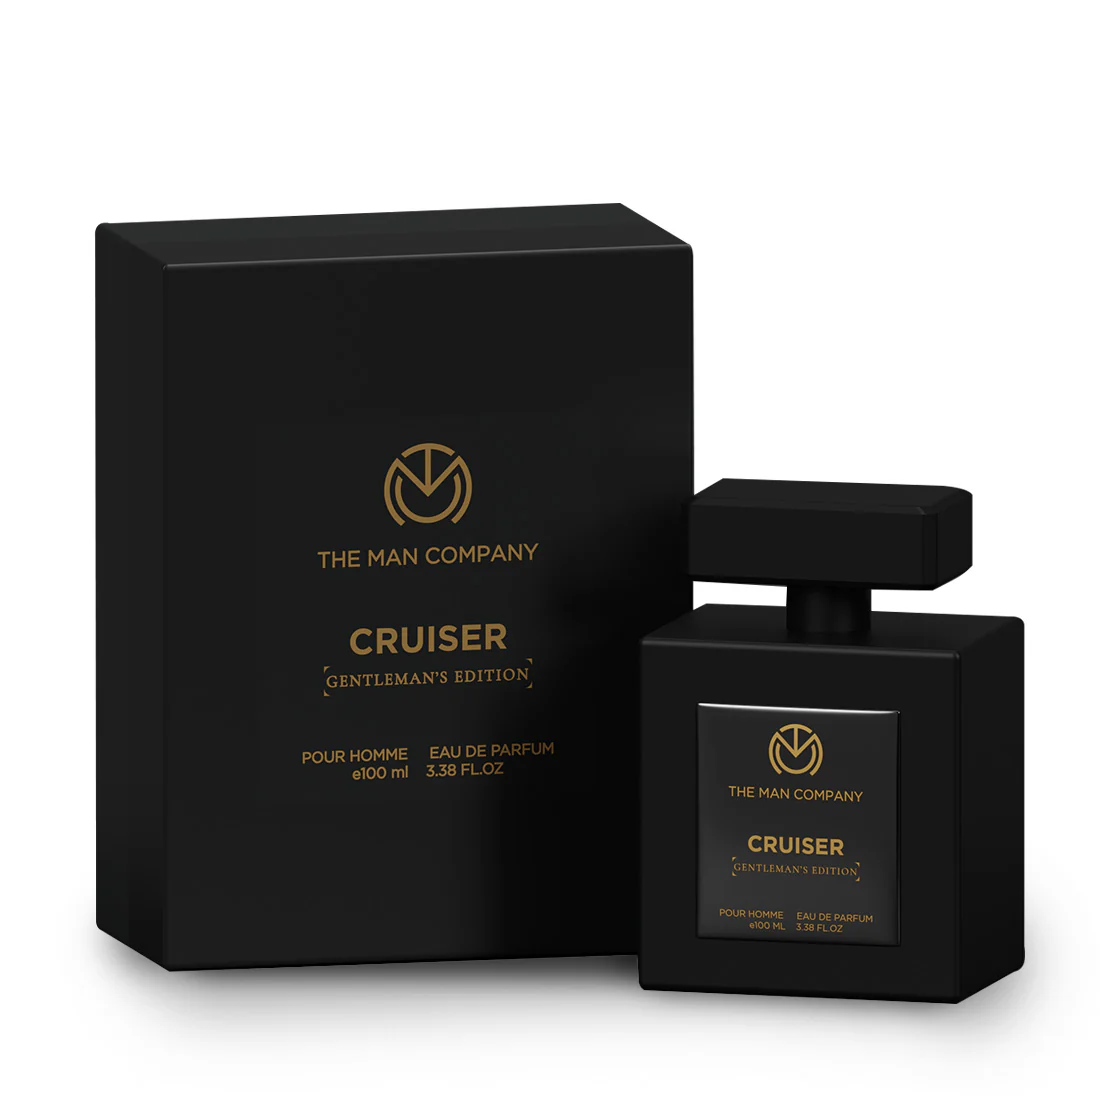 THE MAN COMPANY
CRUISER
GENTLEMAN'S EDITION
POUR HOMME EAU DE PARFUM
e100 ml 3.38 FL.OZ
THE MAN COMPANY
CRUISER
GENTLEMAN'S EDITION
POUR HOMME EAU DE PARFUM
e100 ML 3.38 FL.OZ